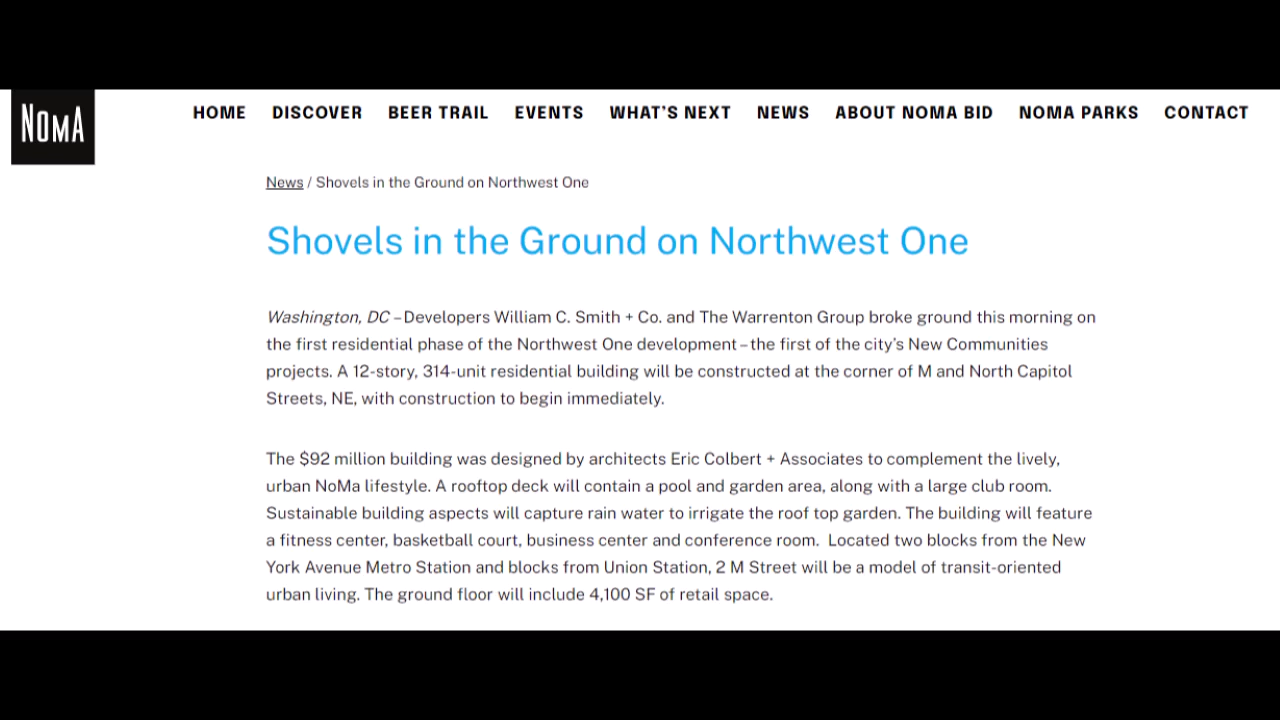 NOMA
HOME DISCOVER BEER TRAIL EVENTS WHAT'S NEXT NEWS ABOUT NOMA BID NOMA PARKS CONTACT
News / Shovels in the Ground on Northwest One
Shovels in the Ground on Northwest One
Washington, DC – Developers William C. Smith + Co. and The Warrenton Group broke ground this morning on
the first residential phase of the Northwest One development – the first of the city's New Communities
projects. A 12-story, 314-unit residential building will be constructed at the corner of M and North Capitol
Streets, NE, with construction to begin immediately.
The $92 million building was designed by architects Eric Colbert + Associates to complement the lively,
urban NoMa lifestyle. A rooftop deck will contain a pool and garden area, along with a large club room.
Sustainable building aspects will capture rain water to irrigate the roof top garden. The building will feature
a fitness center, basketball court, business center and conference room. Located two blocks from the New
York Avenue Metro Station and blocks from Union Station, 2 M Street will be a model of transit-oriented
urban living. The ground floor will include 4,100 SF of retail space.